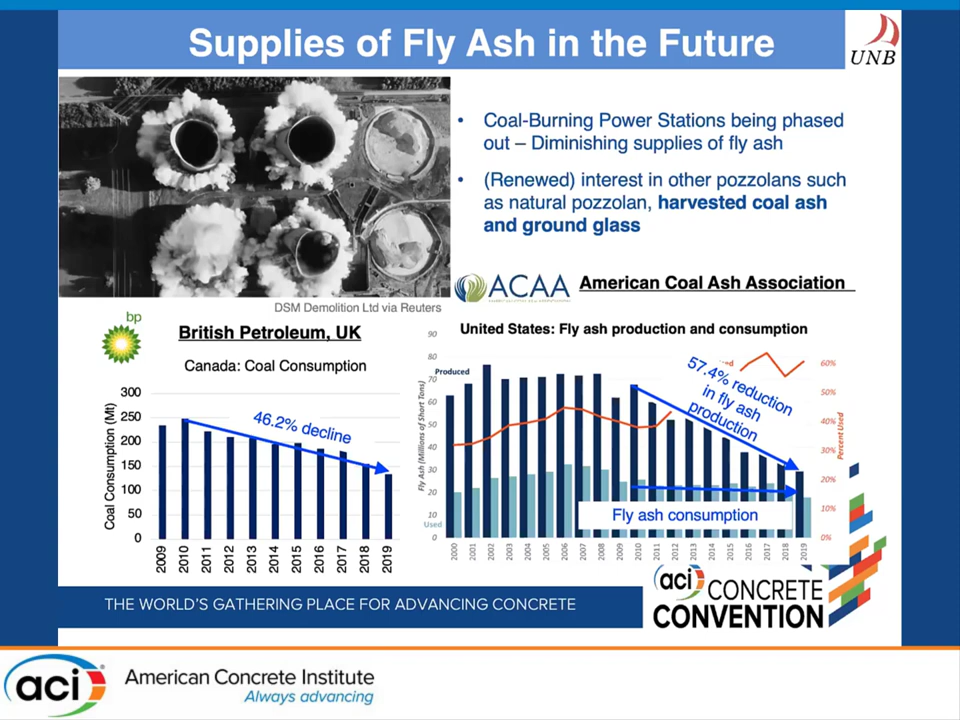 Supplies of Fly Ash in the Future
UNB
• Coal-Burning Power Stations being phased
out – Diminishing supplies of fly ash
• (Renewed) interest in other pozzolans such
as natural pozzolan, harvested coal ash
and ground glass
DSM Demolition Ltd via Reuters
bp
British Petroleum, UK
Canada: Coal Consumption
Coal Consumption (Mt)
300
250
200
150
100
50
0
46.2% decline
2009 2010 2011 2012 2013 2014 2015 2016 2017 2018 2019
ACAA
American Coal Ash Association
United States: Fly ash production and consumption
Fly Ash (Millions of Short Tons)
90
80
70
60
50
40
30
20
10
0
Produced
Used
57.4% reduction
in fly ash
production
Fly ash consumption
60%
50%
40%
30%
20%
10%
0%
Percent Used
2000 2001 2002 2003 2004 2005 2006 2007 2008 2009 2010 2011 2012 2013 2014 2015 2016 2017 2018 2019
THE WORLD'S GATHERING PLACE FOR ADVANCING CONCRETE
aci CONCRETE
CONVENTION
aci
American Concrete Institute
Always advancing